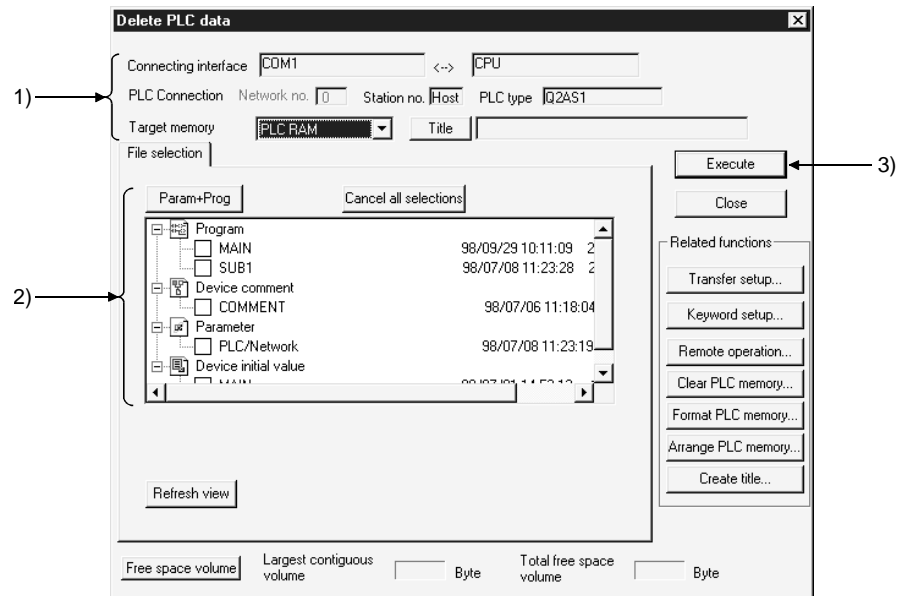 Delete PLC data
Connecting interface COM1 <--> CPU
1) PLC Connection Network no. 0 Station no. Host PLC type Q2AS1
Target memory PLC RAM Title
File selection
Execute 3)
Param+Prog Cancel all selections
Close
Program
MAIN 98/09/29 10:11:09 2
SUB1 98/07/08 11:23:28 2
Related functions
Transfer setup...
2) Device comment
COMMENT 98/07/06 11:18:04
Keyword setup...
Parameter
PLC/Network 98/07/08 11:23:19
Remote operation...
Device initial value
Clear PLC memory...
Format PLC memory...
Arrange PLC memory...
Create title...
Refresh view
Free space volume Largest contiguous volume Byte Total free space volume Byte